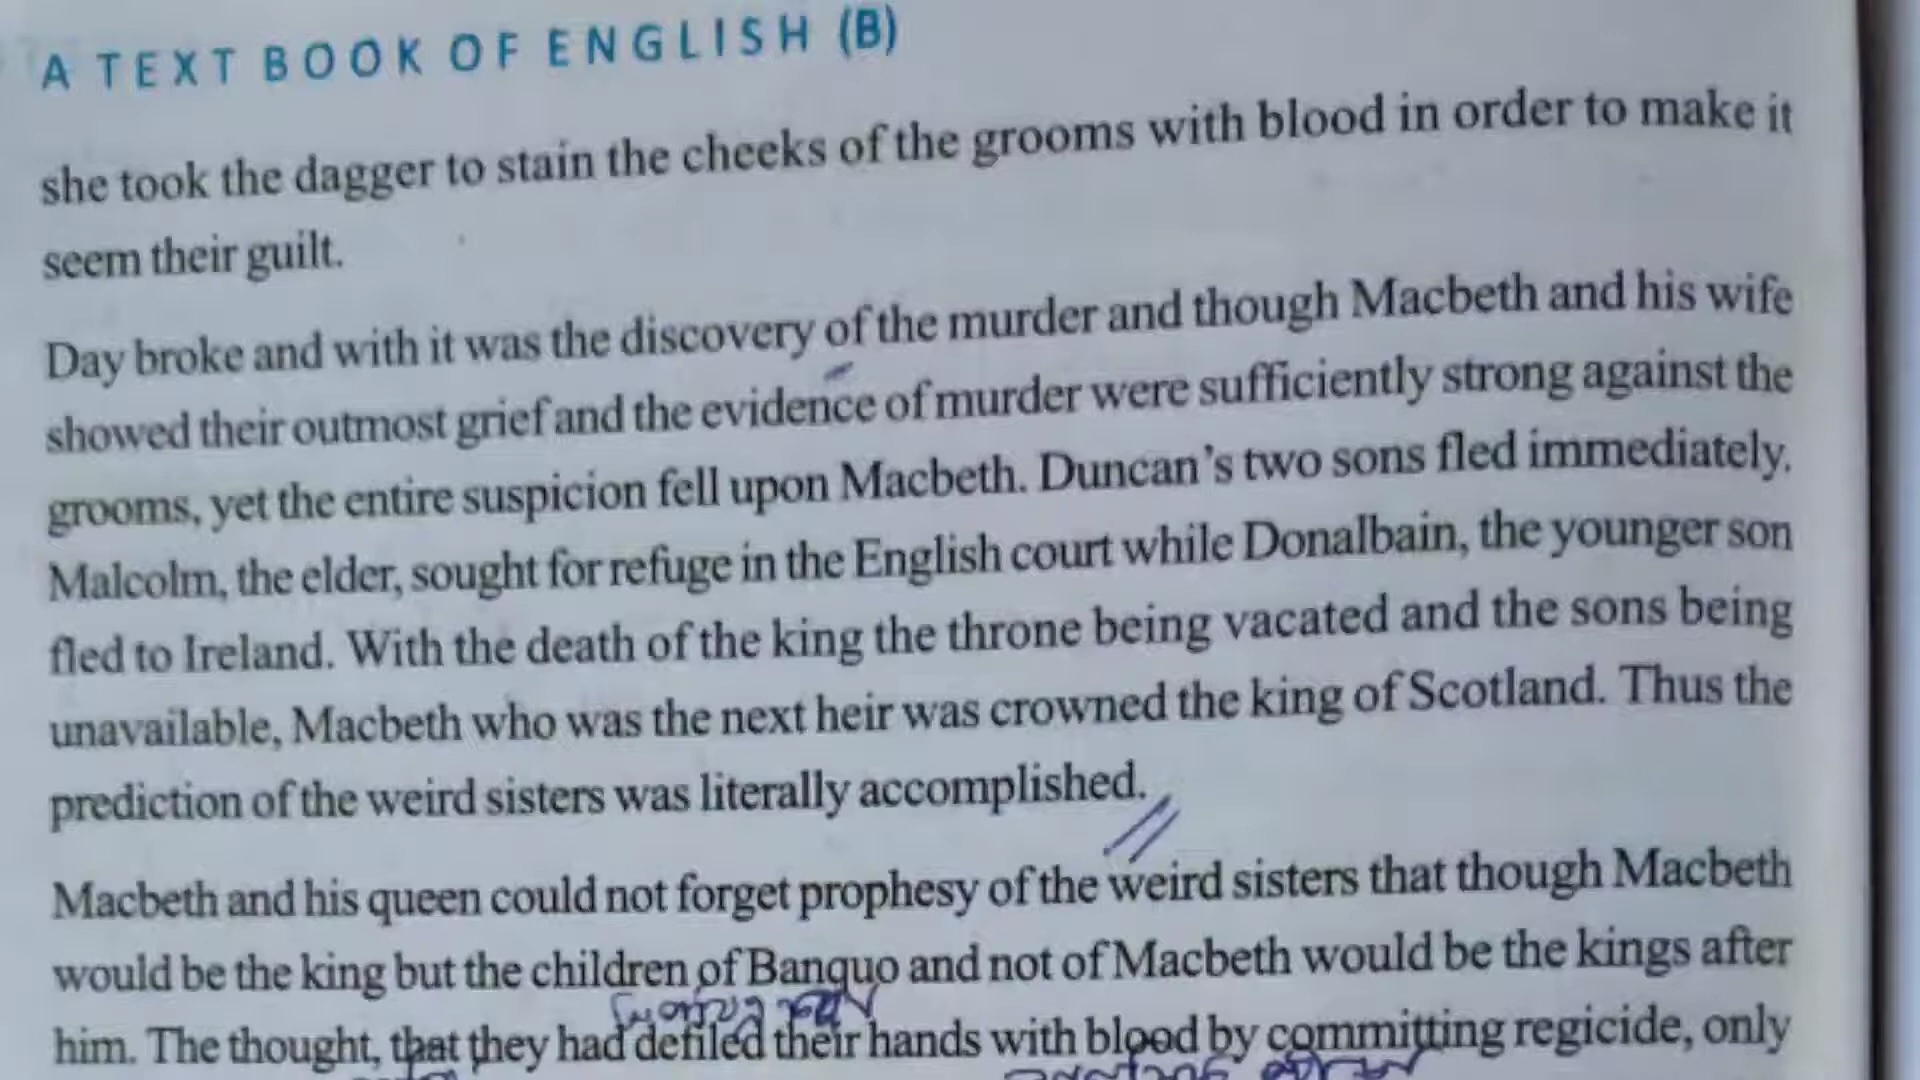 A TEXT BOOK OF ENGLISH (B)
she took the dagger to stain the cheeks of the grooms with blood in order to make it
seem their guilt.
Day broke and with it was the discovery of the murder and though Macbeth and his wife
showed their outmost grief and the evidence of murder were sufficiently strong against the
grooms, yet the entire suspicion fell upon Macbeth. Duncan's two sons fled immediately.
Malcolm, the elder, sought for refuge in the English court while Donalbain, the younger son
fled to Ireland. With the death of the king the throne being vacated and the sons being
unavailable, Macbeth who was the next heir was crowned the king of Scotland. Thus the
prediction of the weird sisters was literally accomplished.
Macbeth and his queen could not forget prophesy of the weird sisters that though Macbeth
would be the king but the children of Banquo and not of Macbeth would be the kings after
him. The thought, that they had defiled their hands with blood by committing regicide, only